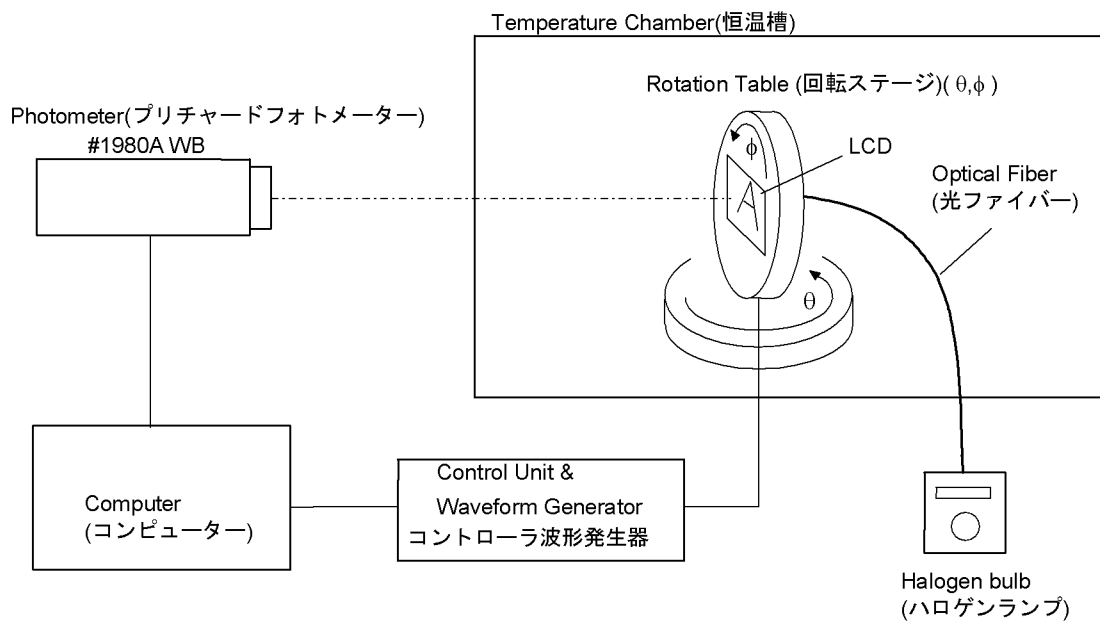 Temperature Chamber(恒温槽)
Rotation Table (回転ステージ)( θ,ϕ )
Photometer(プリチャードフォトメーター)
#1980A WB
ϕ
LCD
A
Optical Fiber
(光ファイバー)
θ
Computer
(コンピューター)
Control Unit &
Waveform Generator
コントローラ波形発生器
Halogen bulb
(ハロゲンランプ)